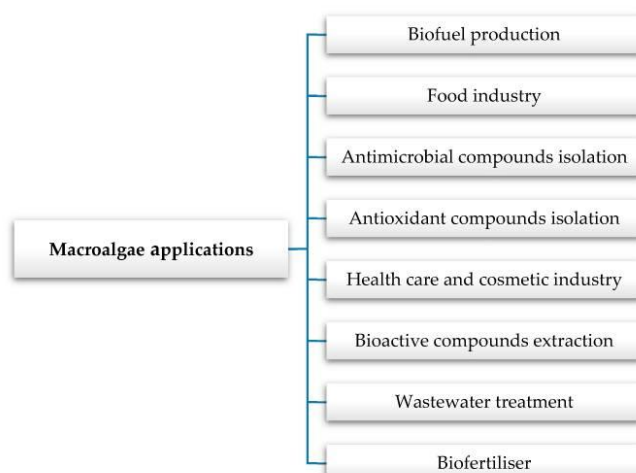 Biofuel production
Food industry
Antimicrobial compounds isolation
Antioxidant compounds isolation
Macroalgae applications
Health care and cosmetic industry
Bioactive compounds extraction
Wastewater treatment
Biofertiliser